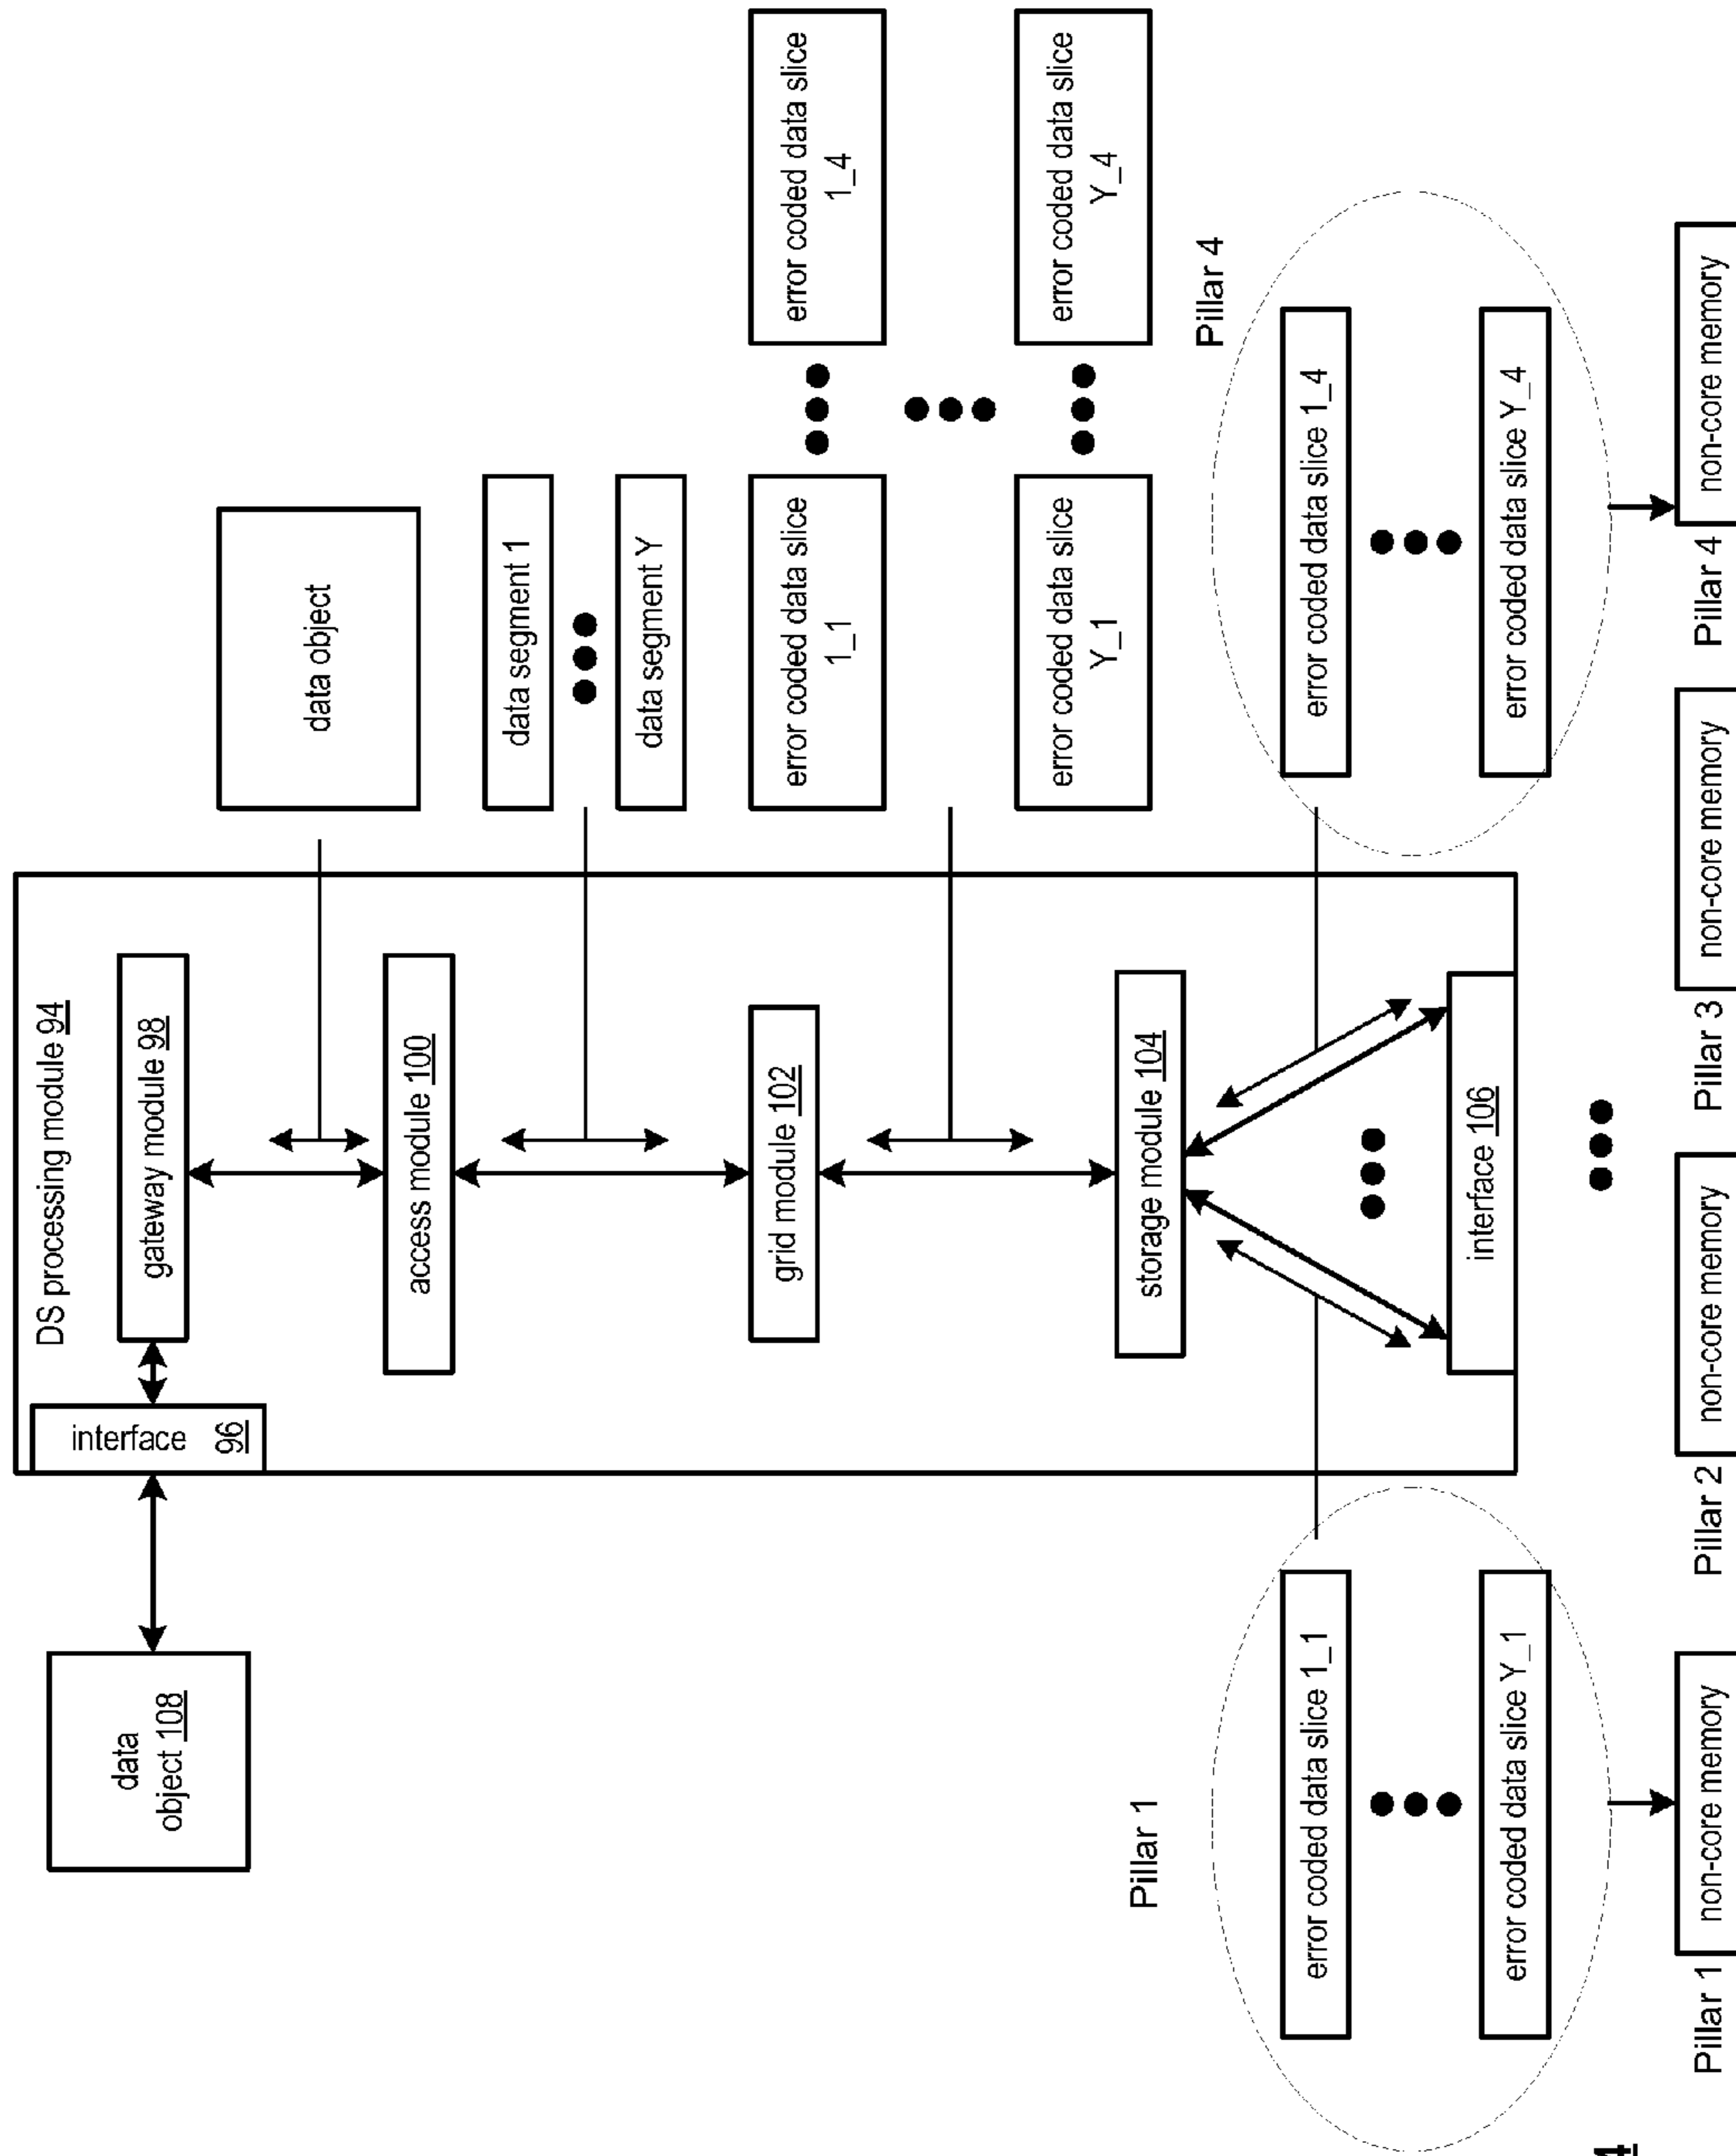 DS processing module 94
data
object 108
interface 96
gateway module 98
data object
access module 100
data segment 1
data segment Y
grid module 102
error coded data slice
1_1
error coded data slice
1_4
error coded data slice
Y_1
error coded data slice
Y_4
storage module 104
Pillar 1
error coded data slice 1_1
error coded data slice Y_1
Pillar 4
error coded data slice 1_4
error coded data slice Y_4
interface 106
Pillar 1
non-core memory
Pillar 2
non-core memory
Pillar 3
non-core memory
Pillar 4
non-core memory